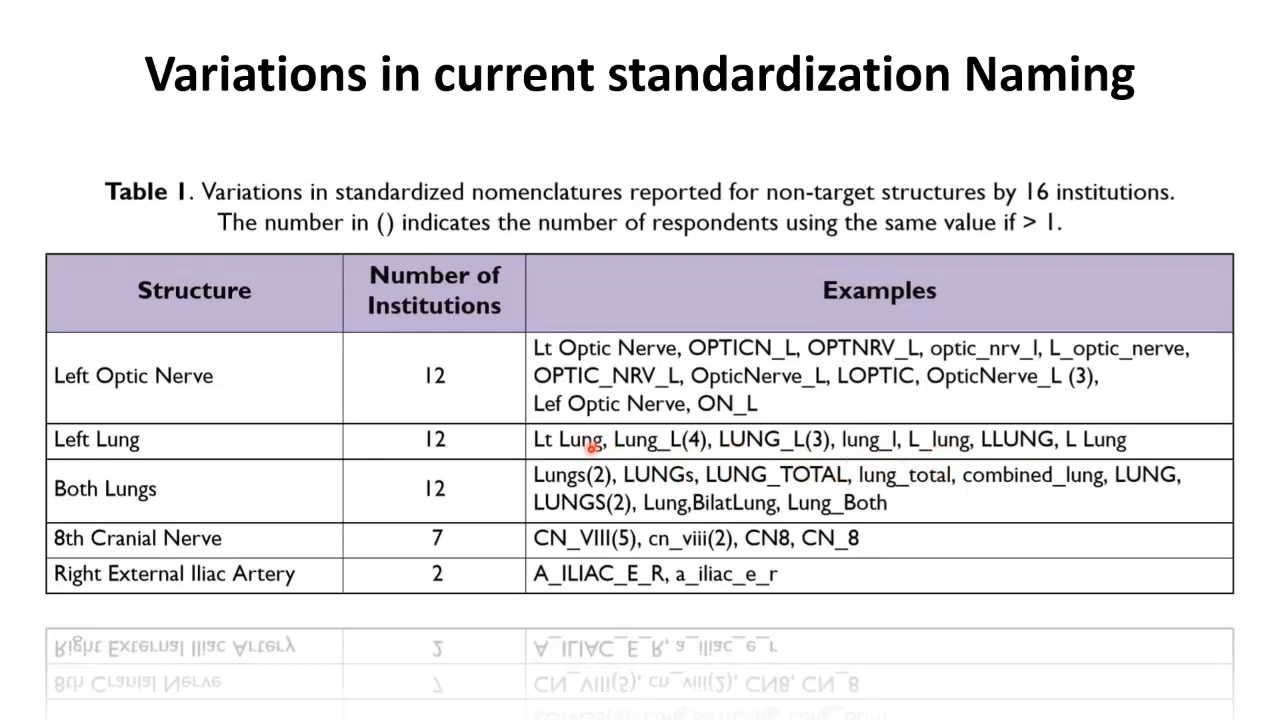 Variations in current standardization Naming
Table 1. Variations in standardized nomenclatures reported for non-target structures by 16 institutions.
The number in () indicates the number of respondents using the same value if > 1.
Structure
Number of
Institutions
Examples
Left Optic Nerve
12
Lt Optic Nerve, OPTICN_L, OPTNRV_L, optic_nrv_l, L_optic_nerve,
OPTIC_NRV_L, OpticNerve_L, LOPTIC, OpticNerve_L (3),
Lef Optic Nerve, ON_L
Left Lung
12
Lt Lung, Lung_L(4), LUNG_L(3), lung_l, L_lung, LLUNG, L Lung
Both Lungs
12
Lungs(2), LUNGs, LUNG_TOTAL, lung_total, combined_lung, LUNG,
LUNGS(2), Lung,BilatLung, Lung_Both
8th Cranial Nerve
7
CN_VIII(5), cn_viii(2), CN8, CN_8
Right External Iliac Artery
2
A_ILIAC_E_R, a_iliac_e_r